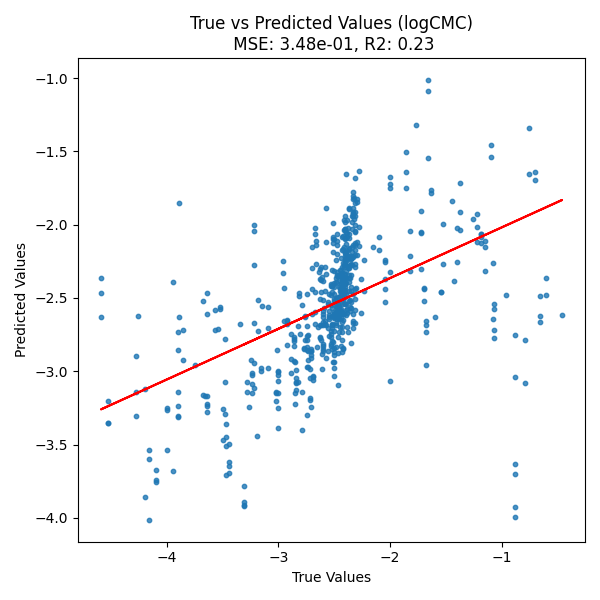 True vs Predicted Values (logCMC)
MSE: 3.48e-01, R2: 0.23
Predicted Values
−1.0
−1.5
−2.0
−2.5
−3.0
−3.5
−4.0
−4
−3
−2
−1
True Values